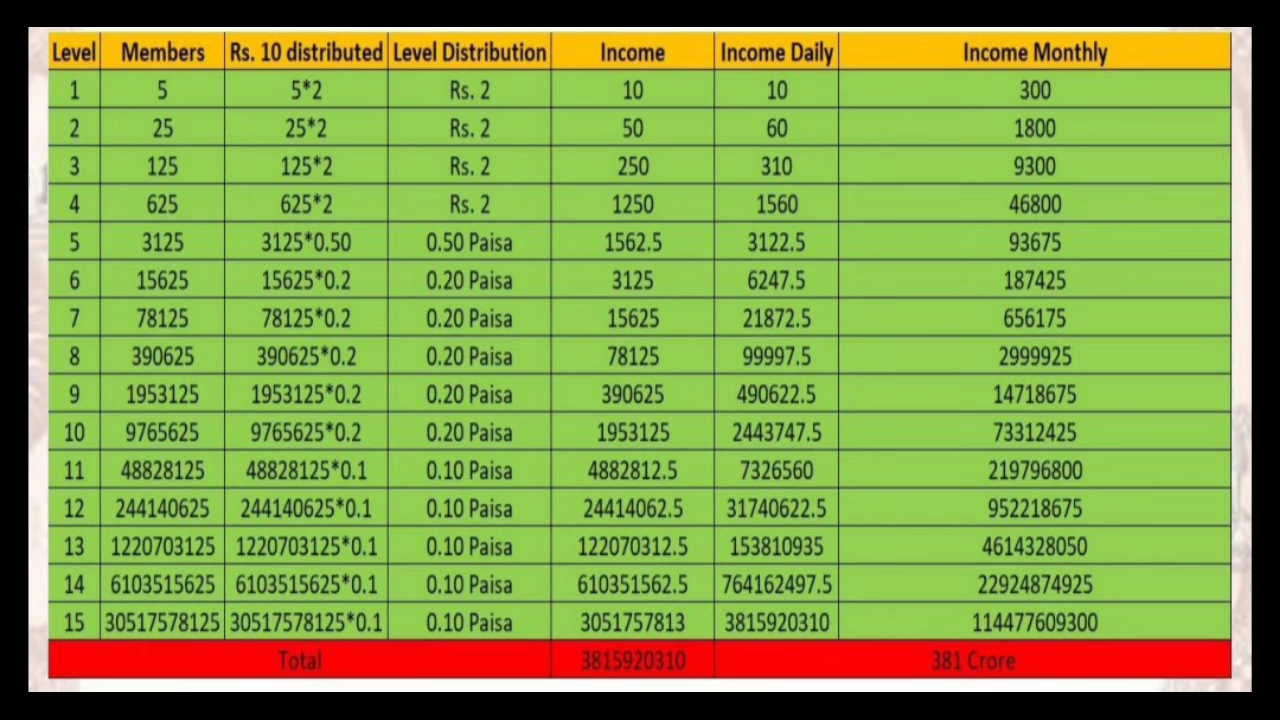 Level Members Rs. 10 distributed Level Distribution Income Income Daily Income Monthly
1 5 5*2 Rs. 2 10 10 300
2 25 25*2 Rs. 2 50 60 1800
3 125 125*2 Rs. 2 250 310 9300
4 625 625*2 Rs. 2 1250 1560 46800
5 3125 3125*0.50 0.50 Paisa 1562.5 3122.5 93675
6 15625 15625*0.2 0.20 Paisa 3125 6247.5 187425
7 78125 78125*0.2 0.20 Paisa 15625 21872.5 656175
8 390625 390625*0.2 0.20 Paisa 78125 99997.5 2999925
9 1953125 1953125*0.2 0.20 Paisa 390625 490622.5 14718675
10 9765625 9765625*0.2 0.20 Paisa 1953125 2443747.5 73312425
11 48828125 48828125*0.1 0.10 Paisa 4882812.5 7326560 219796800
12 244140625 244140625*0.1 0.10 Paisa 24414062.5 31740622.5 952218675
13 1220703125 1220703125*0.1 0.10 Paisa 122070312.5 153810935 4614328050
14 6103515625 6103515625*0.1 0.10 Paisa 610351562.5 764162497.5 22924874925
15 30517578125 30517578125*0.1 0.10 Paisa 3051757813 3815920310 114477609300
Total 3815920310 381 Crore